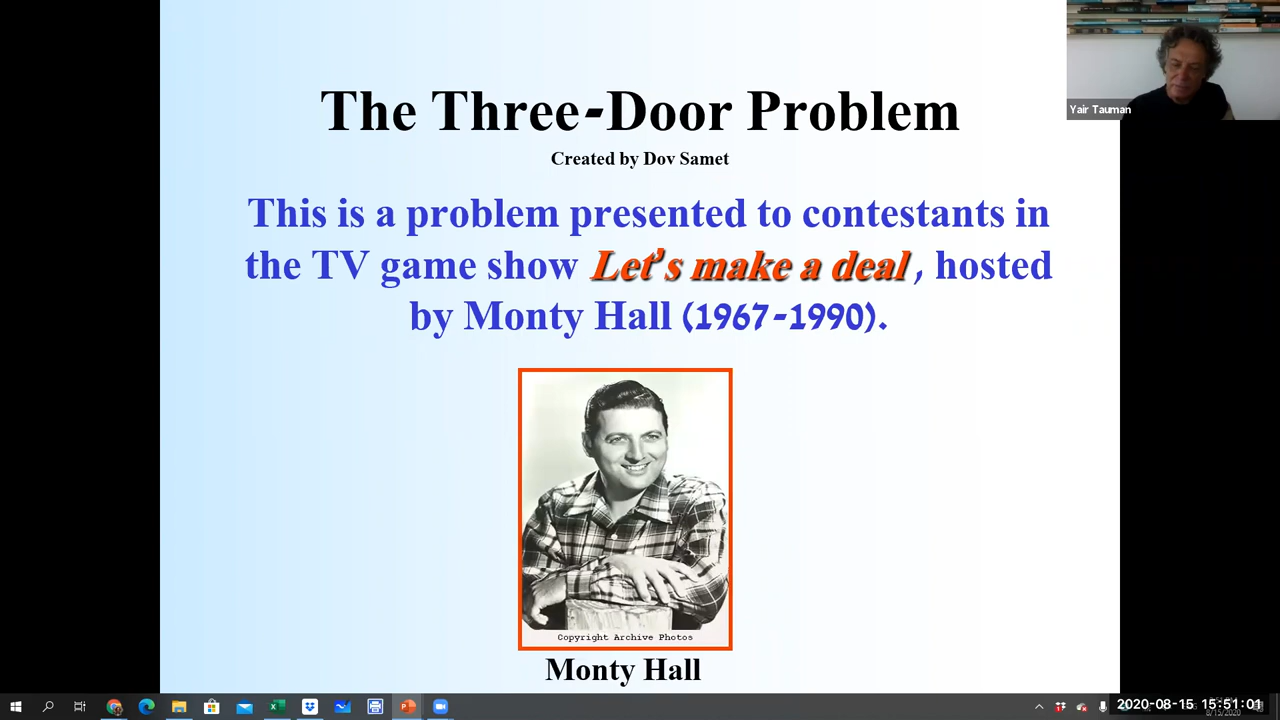 The Three-Door Problem
Created by Dov Samet
This is a problem presented to contestants in
the TV game show Let's make a deal, hosted
by Monty Hall (1967-1990).
Copyright Archive Photos
Monty Hall
Yair Tauman
2020-08-15 15:51:01